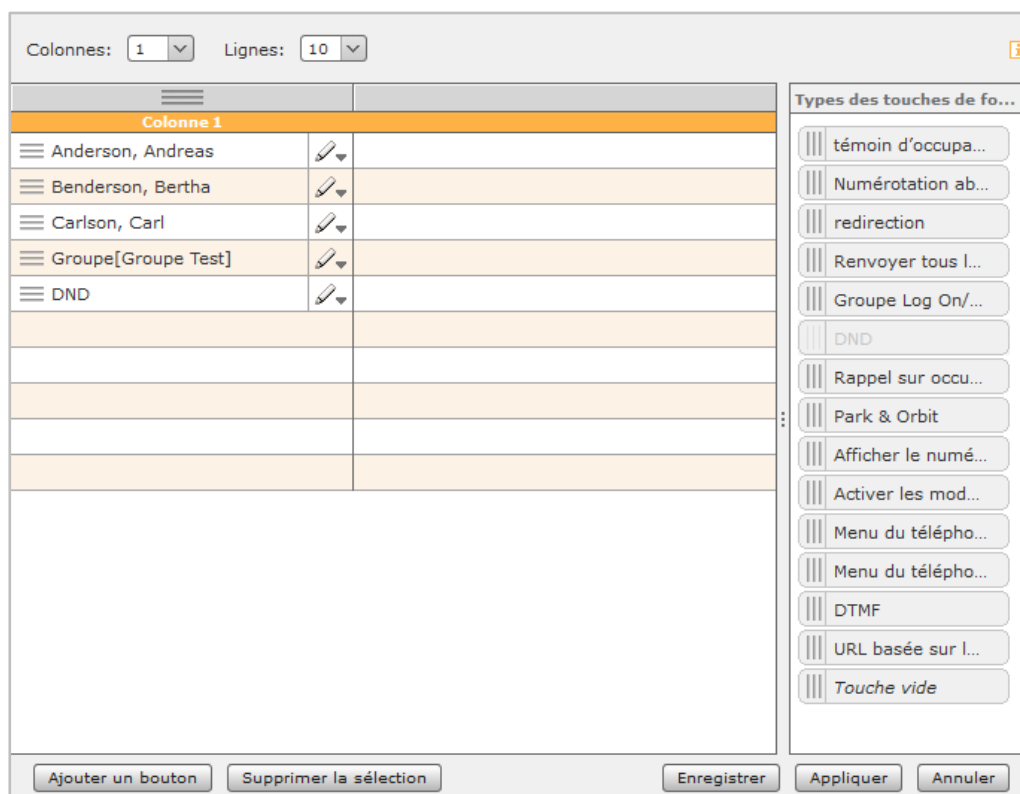 Colonnes: 1 Lignes: 10
Types des touches de fo...
Colonne 1
Anderson, Andreas
Benderson, Bertha
Carlson, Carl
Groupe[Groupe Test]
DND
témoin d’occupa...
Numérotation ab...
redirection
Renvoyer tous l...
Groupe Log On/...
DND
Rappel sur occu...
Park & Orbit
Afficher le numé...
Activer les mod...
Menu du télépho...
Menu du télépho...
DTMF
URL basée sur l...
Touche vide
Ajouter un bouton Supprimer la sélection Enregistrer Appliquer Annuler